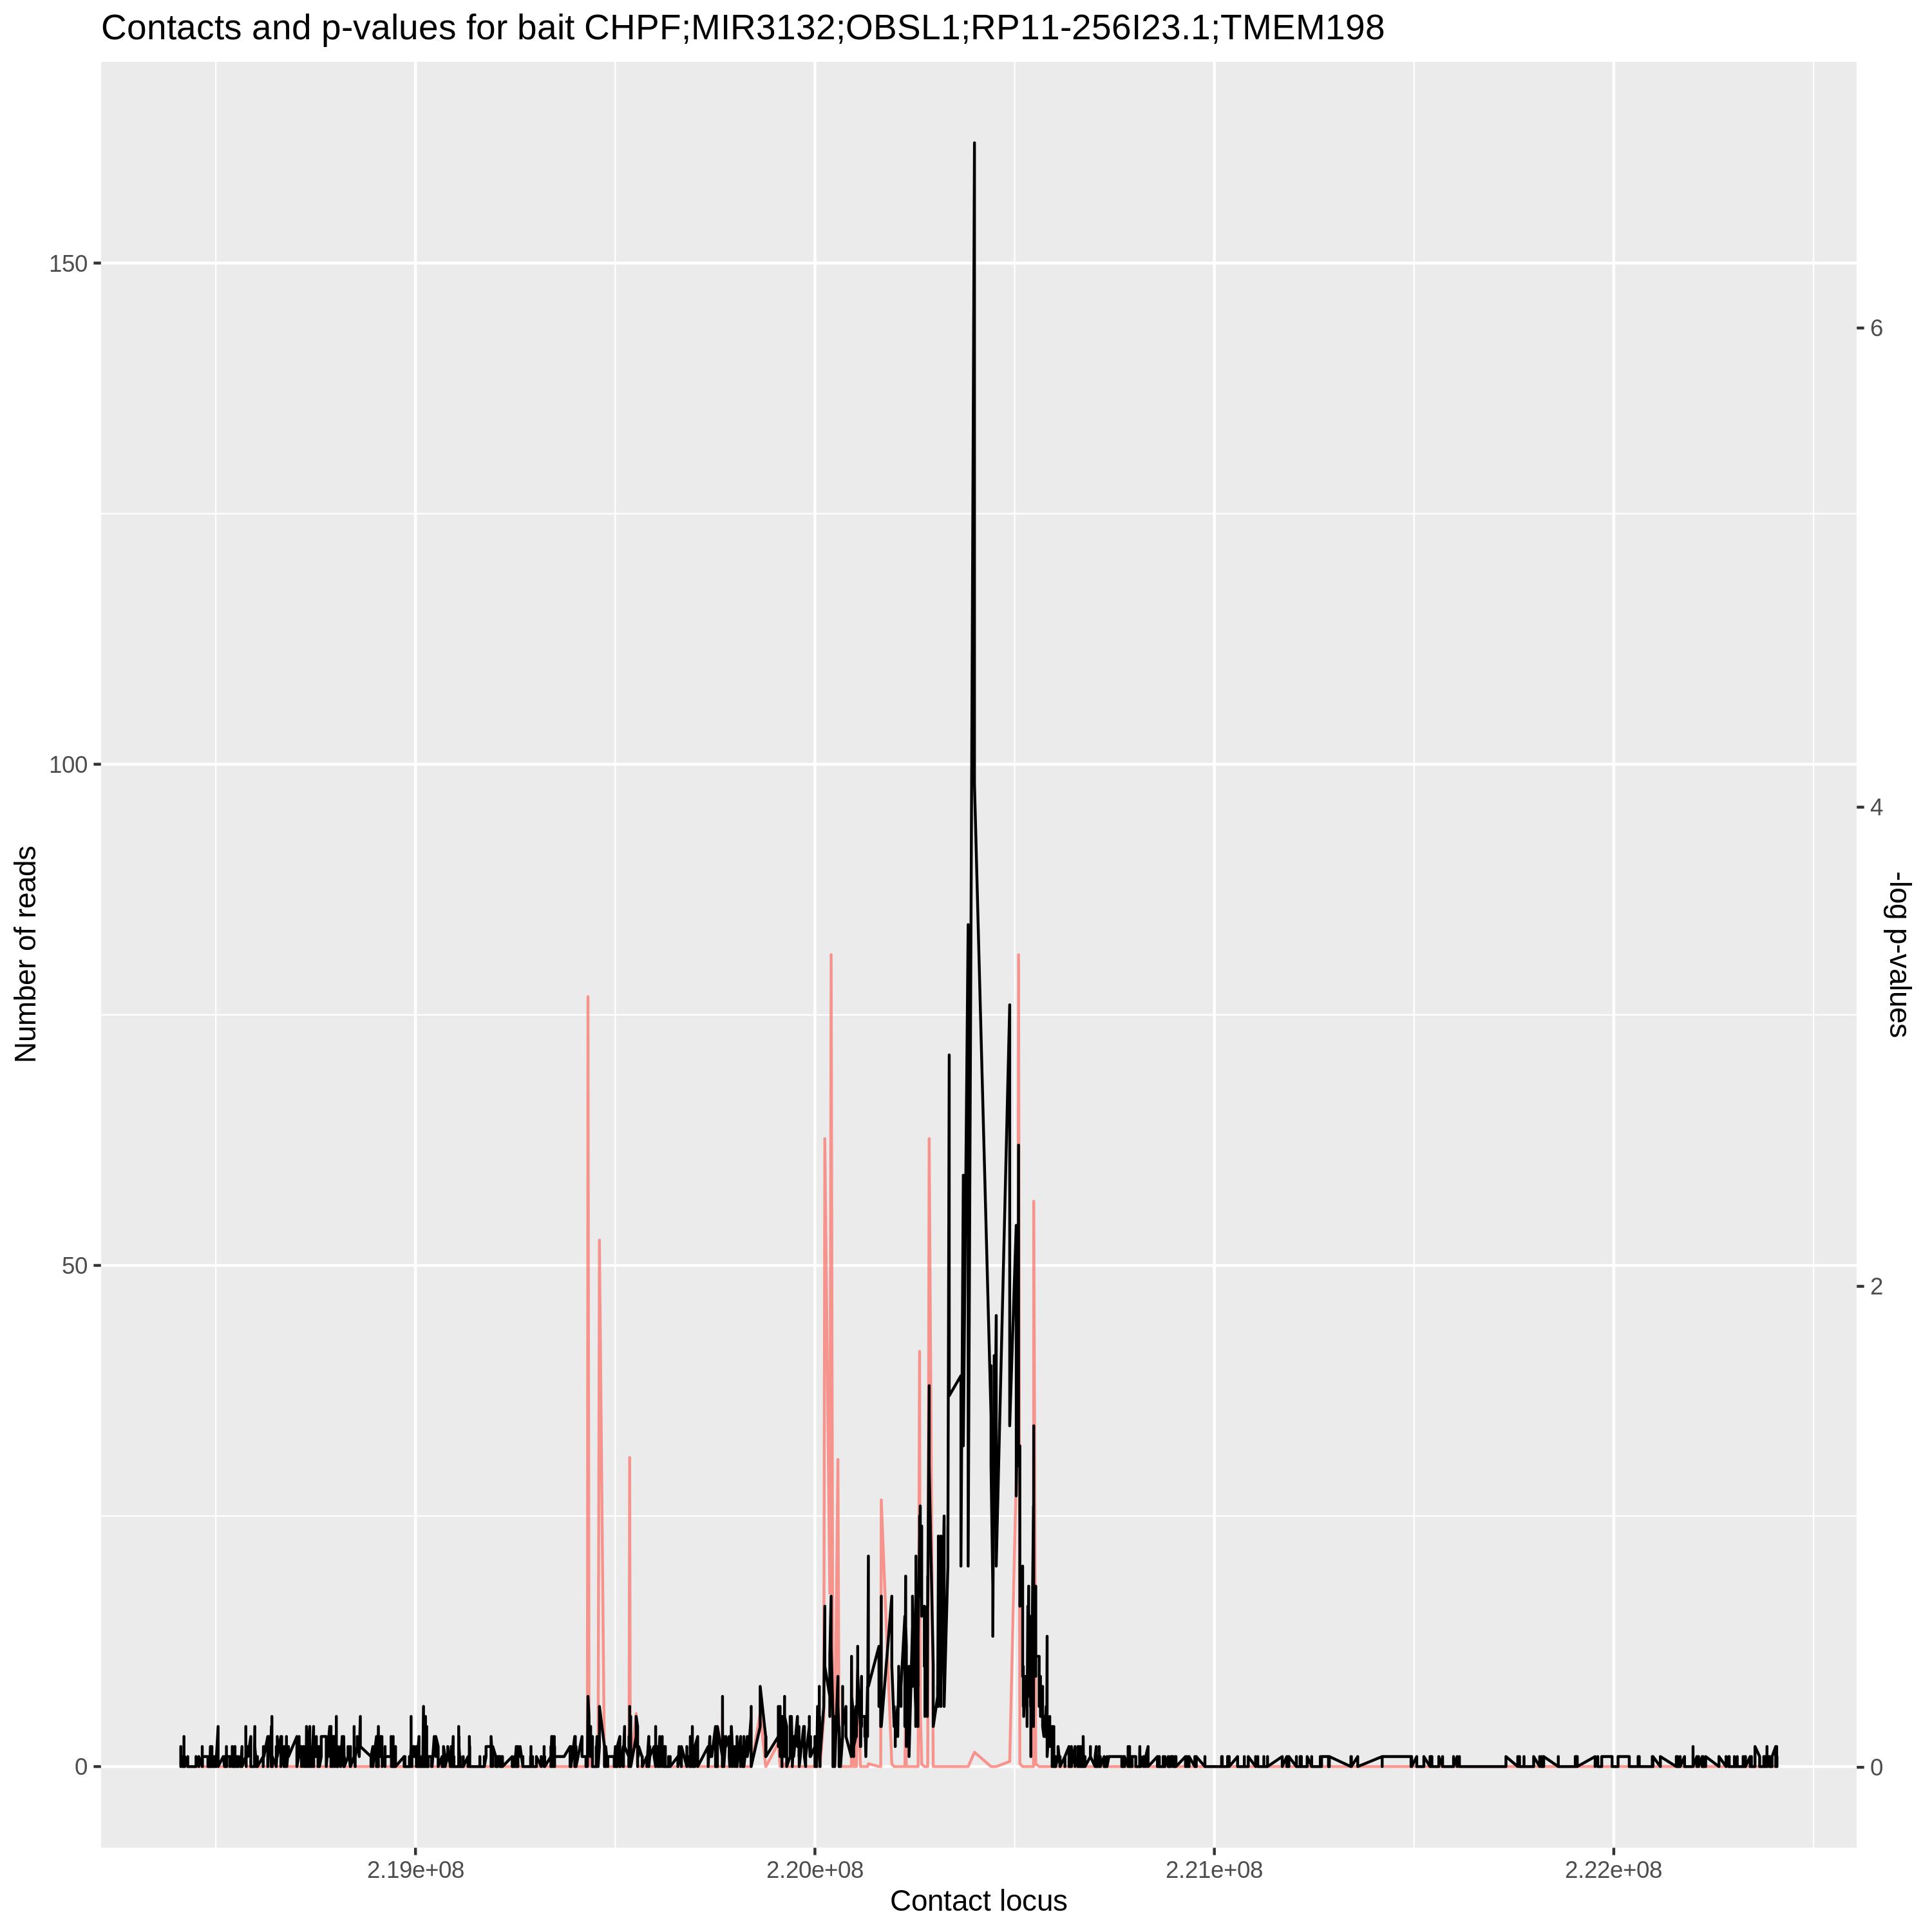 Contacts and p-values for bait CHPF;MIR3132;OBSL1;RP11-256I23.1;TMEM198
150
100
50
0
Number of reads
6
4
2
0
-log p-values
2.19e+08 2.20e+08 2.21e+08 2.22e+08
Contact locus